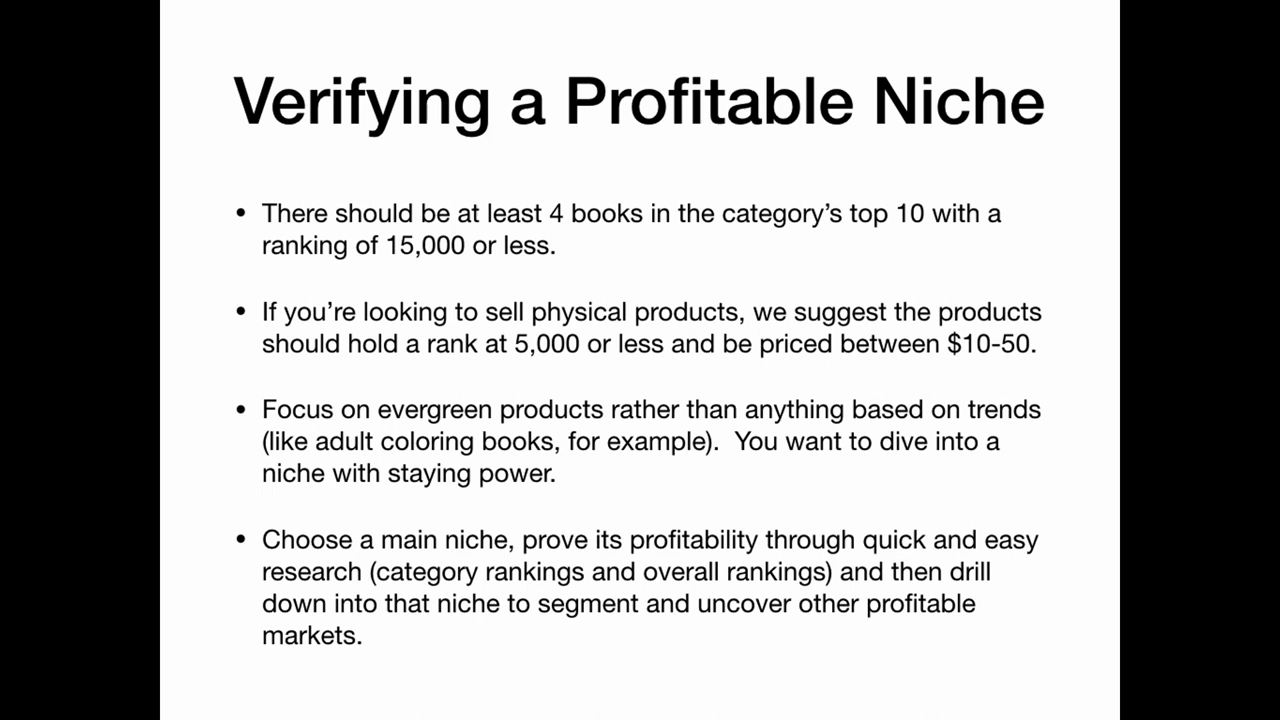 Verifying a Profitable Niche
• There should be at least 4 books in the category’s top 10 with a
ranking of 15,000 or less.
• If you’re looking to sell physical products, we suggest the products
should hold a rank at 5,000 or less and be priced between $10-50.
• Focus on evergreen products rather than anything based on trends
(like adult coloring books, for example).  You want to dive into a
niche with staying power.
• Choose a main niche, prove its profitability through quick and easy
research (category rankings and overall rankings) and then drill
down into that niche to segment and uncover other profitable
markets.